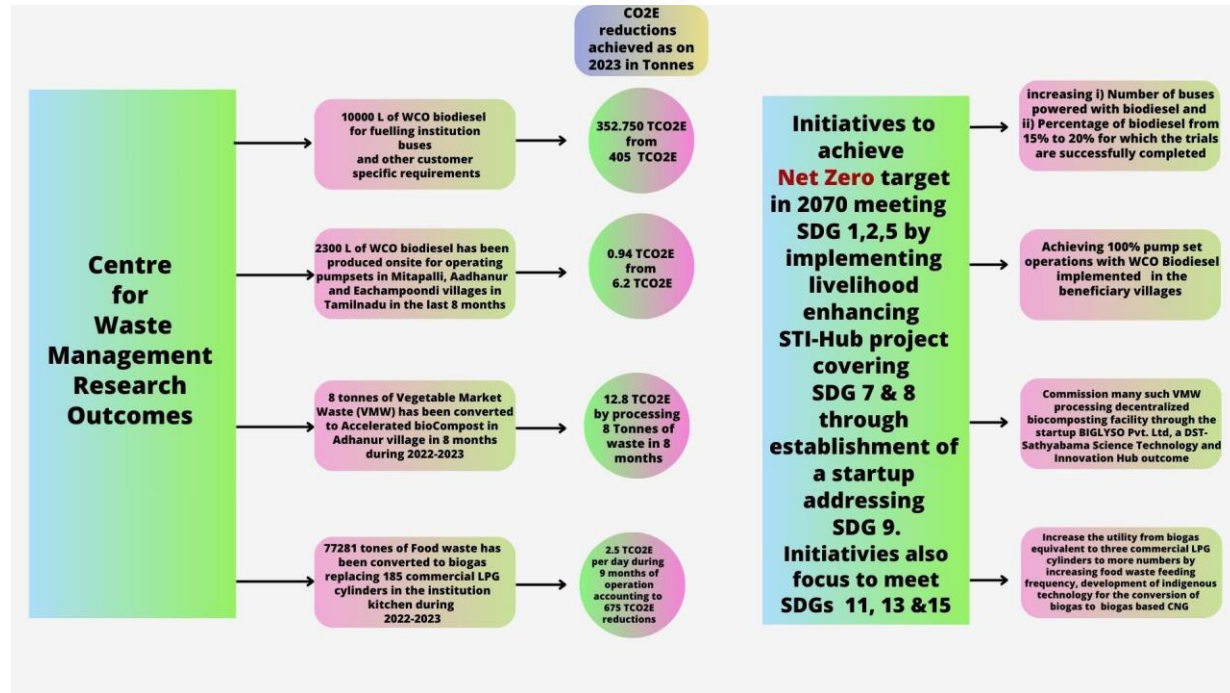 CO2E
reductions
achieved as on
2023 in Tonnes
Centre
for
Waste
Management
Research
Outcomes
10000 L of WCO biodiesel
for fuelling institution
buses
and other customer
specific requirements
352.750 TCO2E
from
405 TCO2E
2300 L of WCO biodiesel has been
produced onsite for operating
pumpsets in Mitapalli, Aadhanur
and Eachampoondi villages in
Tamilnadu in the last 8 months
0.94 TCO2E
from
6.2 TCO2E
8 tonnes of Vegetable Market
Waste (VMW) has been converted
to Accelerated bioCompost in
Adhanur village in 8 months
during 2022-2023
12.8 TCO2E
by processing
8 Tonnes of
waste in 8
months
77281 tones of Food waste has
been converted to biogas
replacing 185 commercial LPG
cylinders in the institution
kitchen during
2022-2023
2.5 TCO2E
per day during
9 months of
operation
accounting to
675 TCO2E
reductions
Initiatives to
achieve
Net Zero target
in 2070 meeting
SDG 1,2,5 by
implementing
livelihood
enhancing
STI-Hub project
covering
SDG 7 & 8
through
establishment of
a startup
addressing
SDG 9.
Initiativies also
focus to meet
SDGs 11, 13 &15
increasing i) Number of buses
powered with biodiesel and
ii) Percentage of biodiesel from
15% to 20% for which the trials
are successfully completed
Achieving 100% pump set
operations with WCO Biodiesel
implemented in the
beneficiary villages
Commission many such VMW
processing decentralized
biocomposting facility through the
startup BIGLYSO Pvt. Ltd, a DST-
Sathyabama Science Technology and
Innovation Hub outcome
Increase the utility from biogas
equivalent to three commercial LPG
cylinders to more numbers by
increasing food waste feeding
frequency, development of indigenous
technology for the conversion of
biogas to biogas based CNG